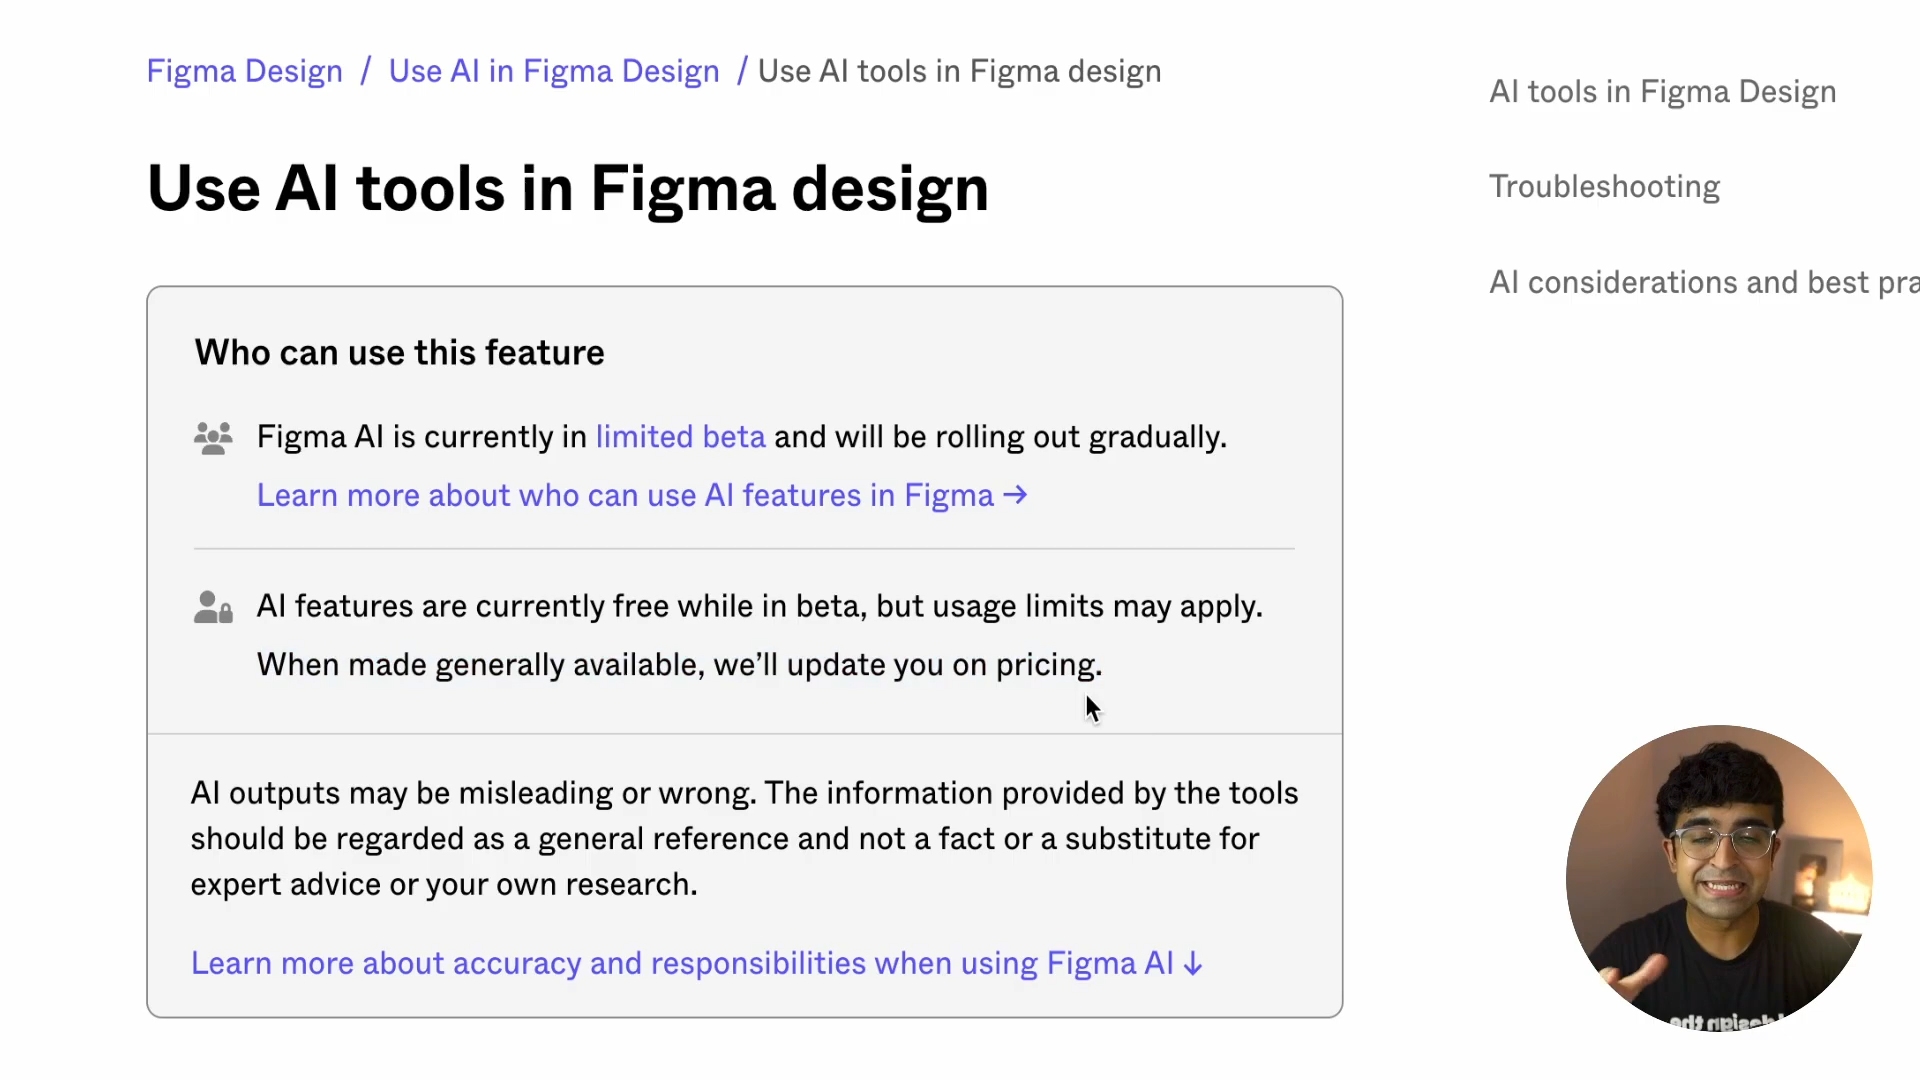 Figma Design / Use AI in Figma Design / Use AI tools in Figma design
Use AI tools in Figma design
Who can use this feature
Figma AI is currently in limited beta and will be rolling out gradually.
Learn more about who can use AI features in Figma →
AI features are currently free while in beta, but usage limits may apply.
When made generally available, we’ll update you on pricing.
AI outputs may be misleading or wrong. The information provided by the tools
should be regarded as a general reference and not a fact or a substitute for
expert advice or your own research.
Learn more about accuracy and responsibilities when using Figma AI ↓
AI tools in Figma Design
Troubleshooting
AI considerations and best pra